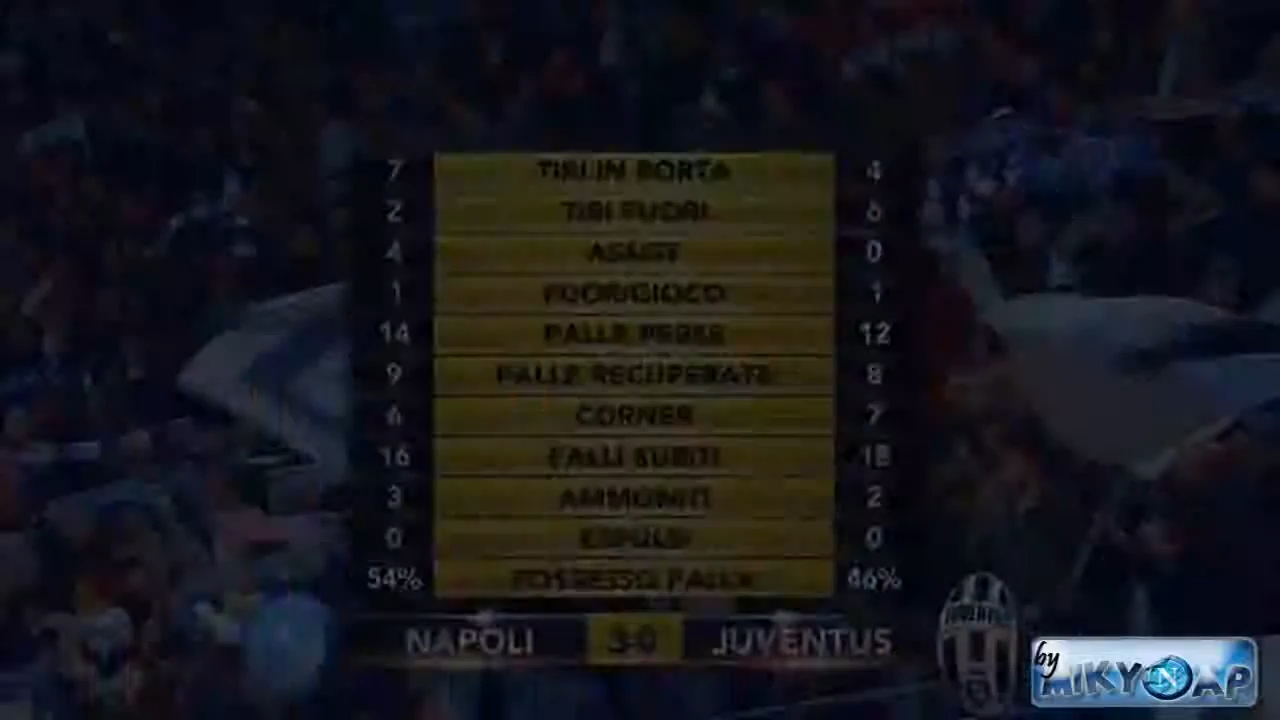 7 TIRI IN PORTA 4
2 TIRI FUORI 6
4 ASSIST 0
1 FUORIGIOCO 1
14 PALLE PERSE 12
9 PALLE RECUPERATE 8
6 CORNER 7
16 FALLI SUBITI 18
3 AMMONITI 2
0 ESPULSI 0
54% POSSESSO PALLA 46%
NAPOLI 3-0 JUVENTUS
JUVENTUS
by
MIKYNAP